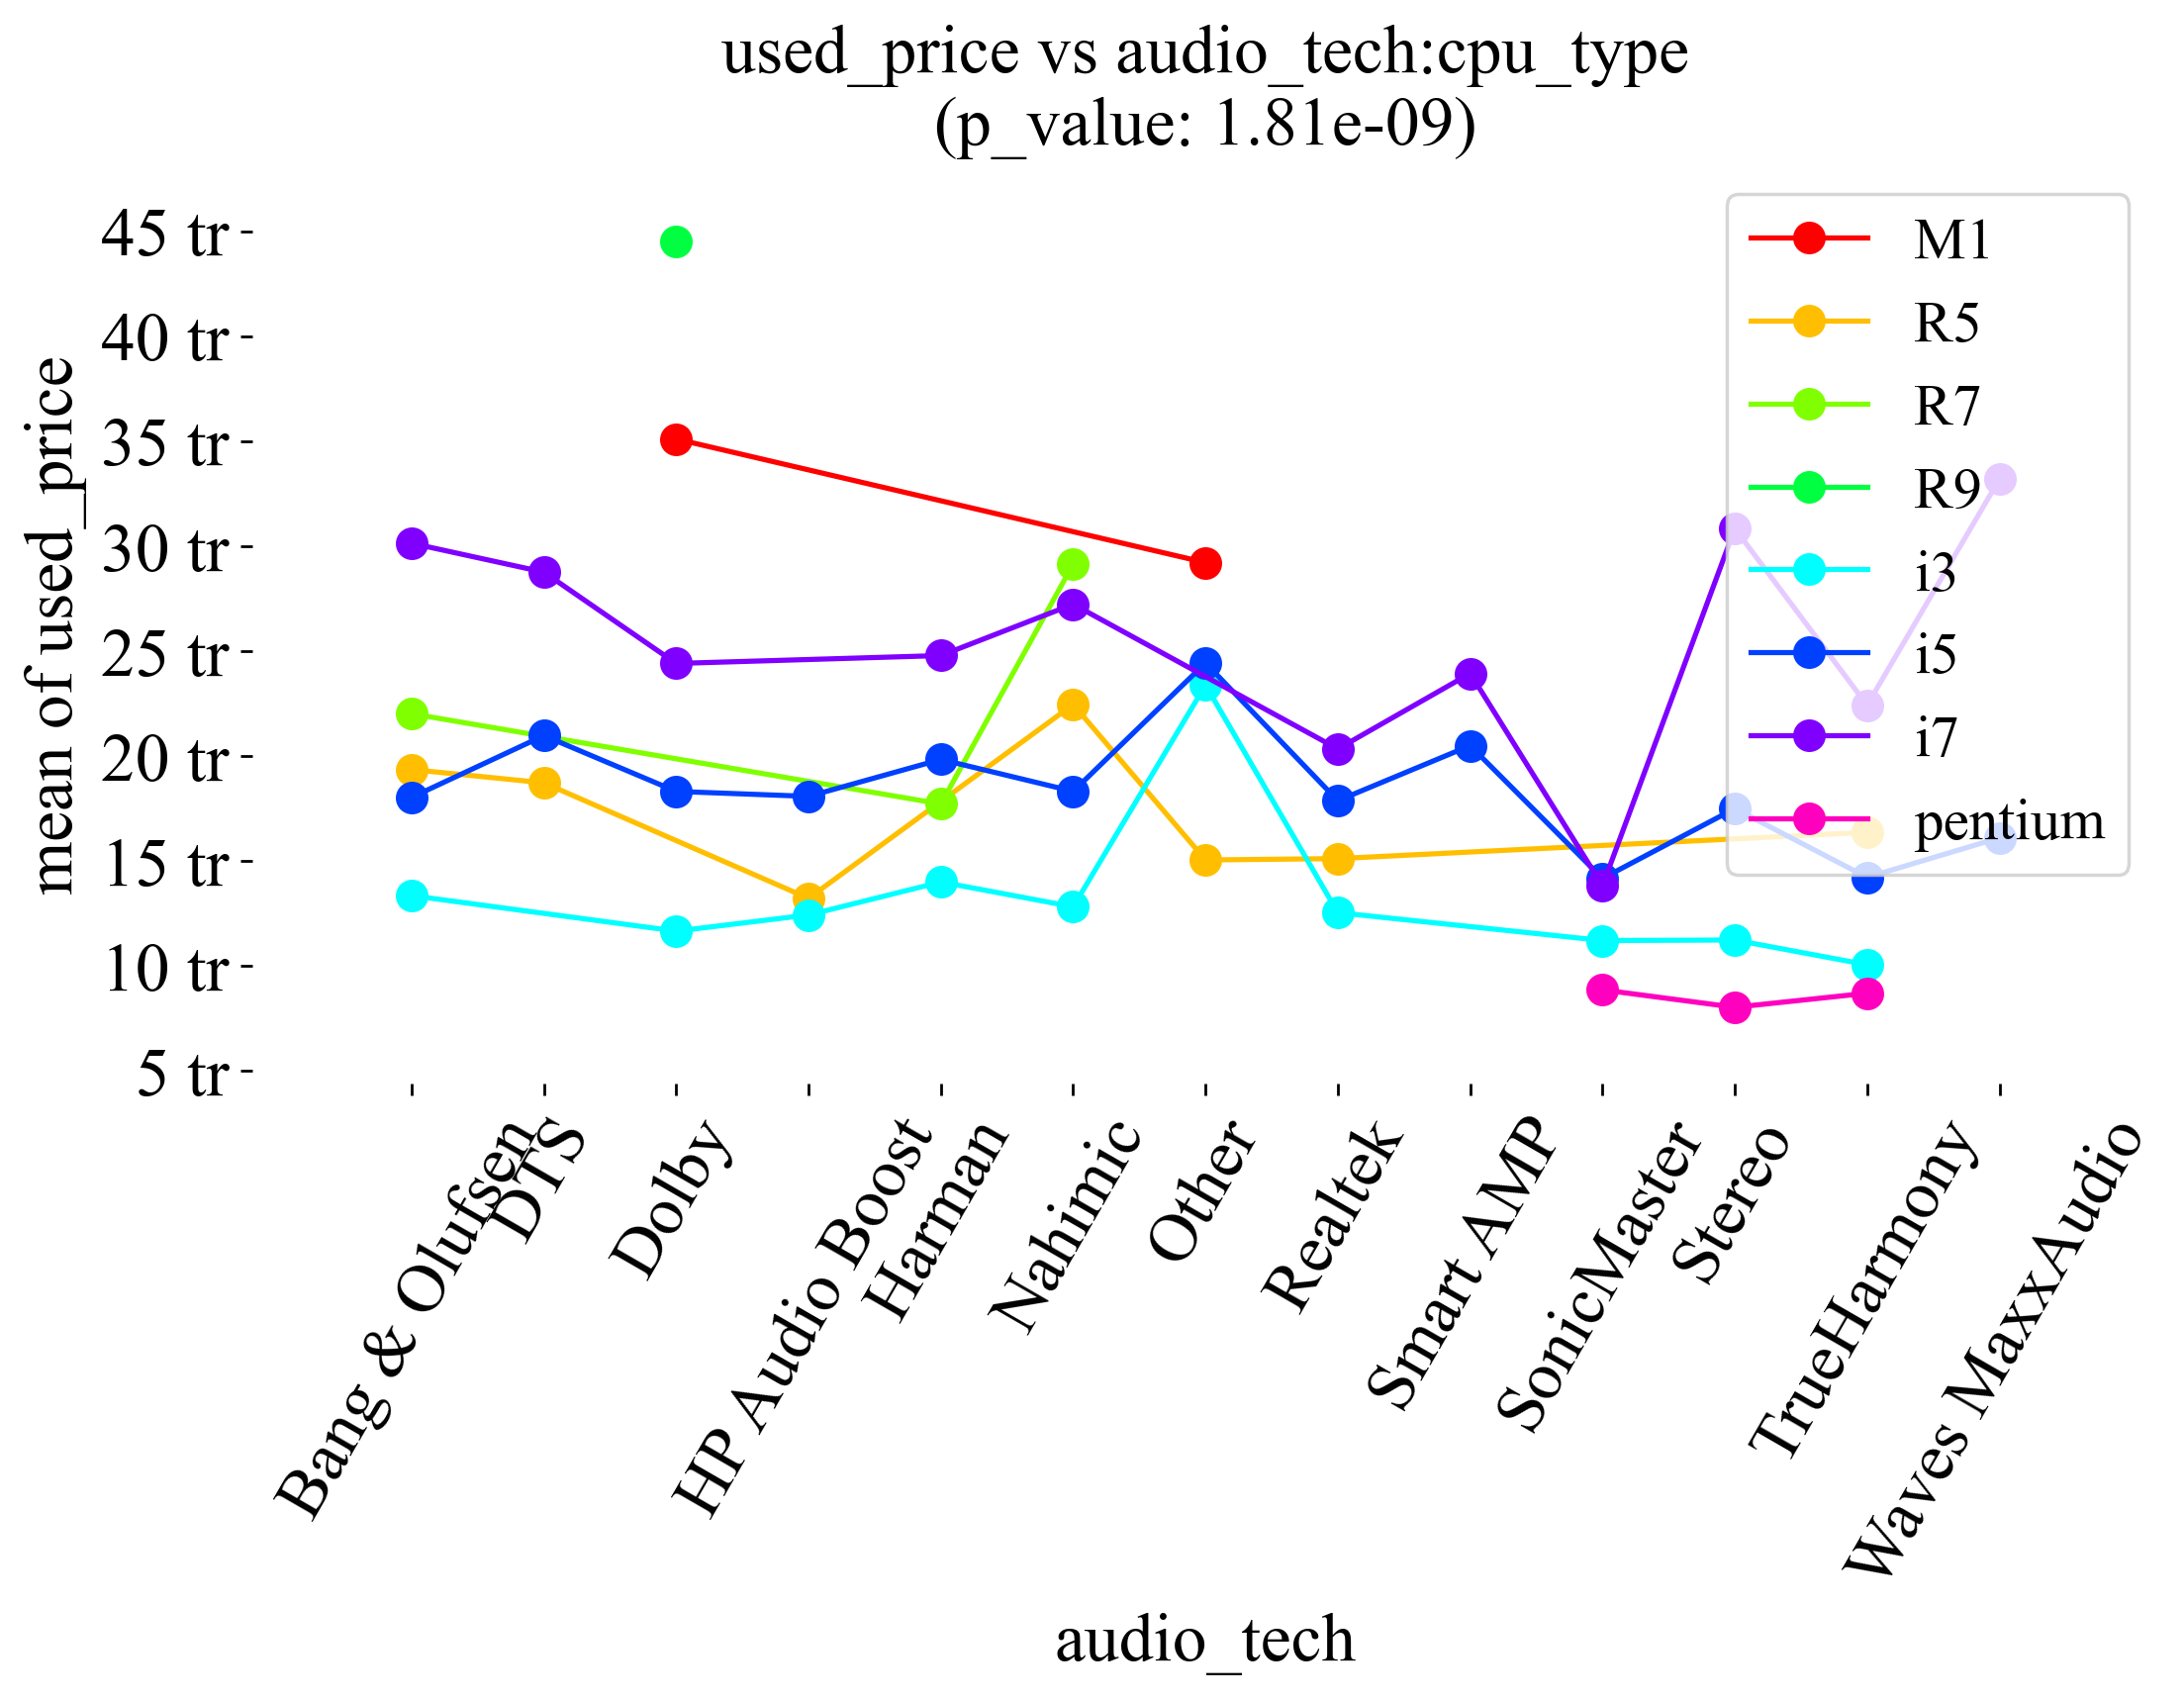 used_price vs audio_tech:cpu_type
(p_value: 1.81e-09)
mean of used_price
45 tr
40 tr
35 tr
30 tr
25 tr
20 tr
15 tr
10 tr
5 tr
M1
R5
R7
R9
i3
i5
i7
pentium
Bang & Olufsen
DTS
Dolby
HP Audio Boost
Harman
Nahimic
Other
Realtek
Smart AMP
SonicMaster
Stereo
TrueHarmony
Waves MaxxAudio
audio_tech